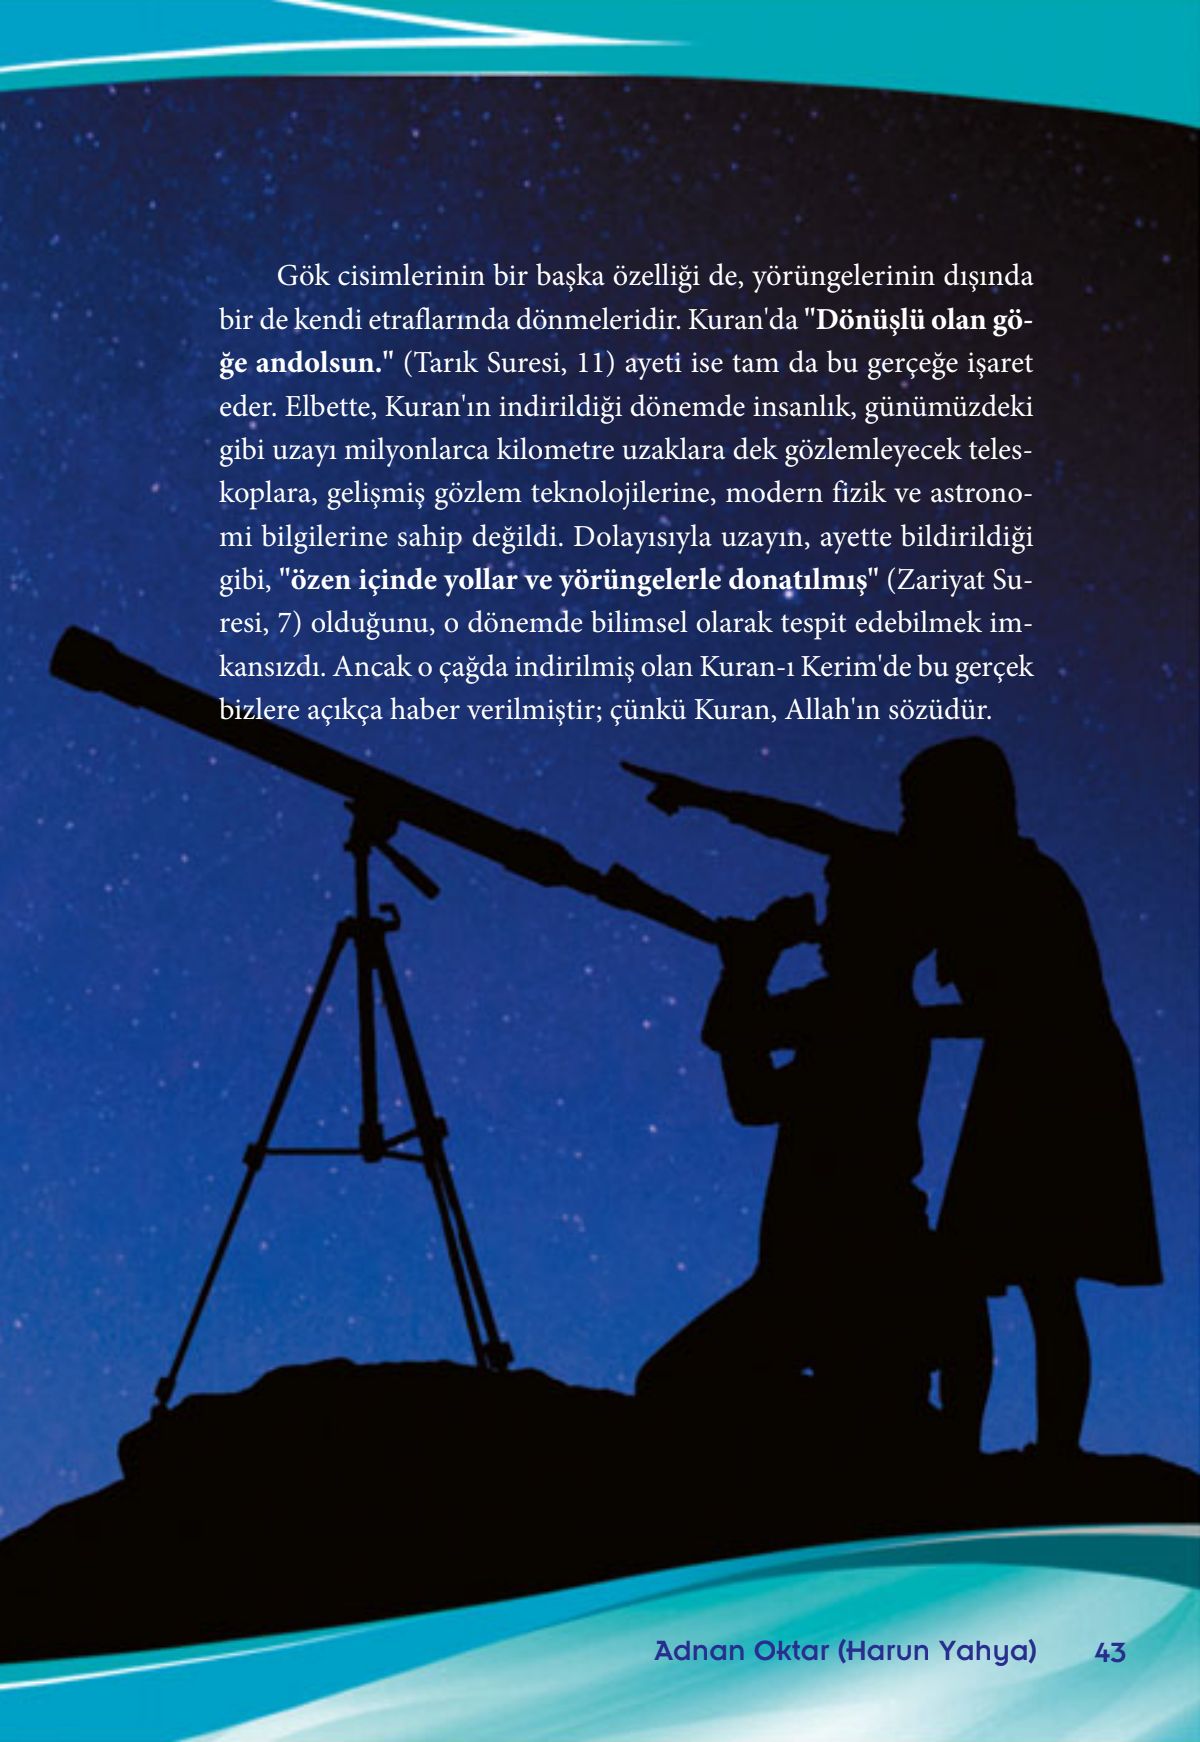 Gök cisimlerinin bir başka özelliği de, yörüngelerinin dışında
bir de kendi etraflarında dönmeleridir. Kuran'da "Dönüşlü olan gö-
ğe andolsun." (Tarık Suresi, 11) ayeti ise tam da bu gerçeğe işaret
eder. Elbette, Kuran'ın indirildiği dönemde insanlık, günümüzdeki
gibi uzayı milyonlarca kilometre uzaklara dek gözlemleyecek teles-
koplara, gelişmiş gözlem teknolojilerine, modern fizik ve astrono-
mi bilgilerine sahip değildi. Dolayısıyla uzayın, ayette bildirildiği
gibi, "özen içinde yollar ve yörüngelerle donatılmış" (Zariyat Su-
resi, 7) olduğunu, o dönemde bilimsel olarak tespit edebilmek im-
kansızdı. Ancak o çağda indirilmiş olan Kuran-ı Kerim'de bu gerçek
bizlere açıkça haber verilmiştir; çünkü Kuran, Allah'ın sözüdür.
Adnan Oktar (Harun Yahya) 43